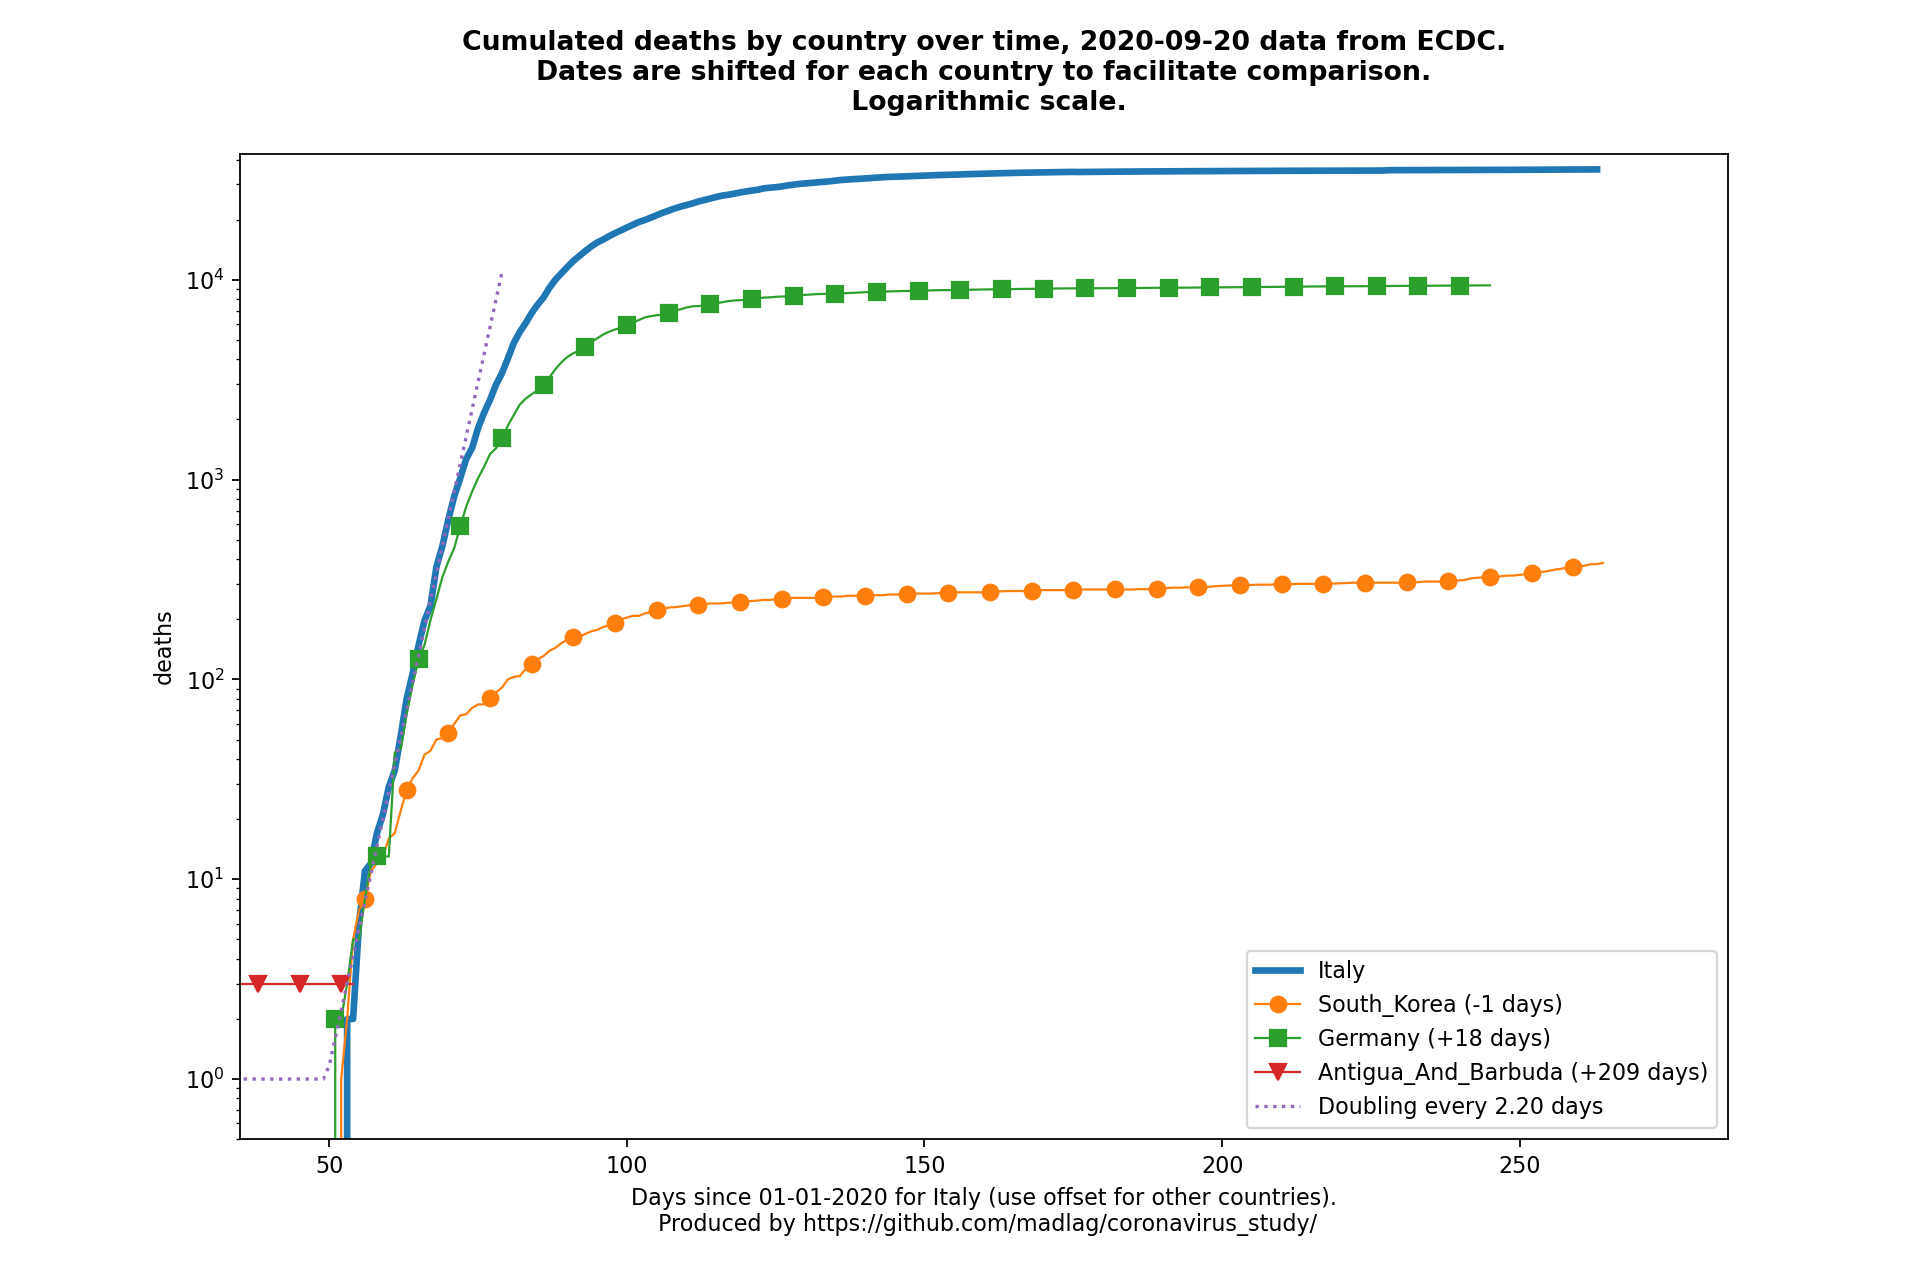 Cumulated deaths by country over time, 2020-09-20 data from ECDC.
Dates are shifted for each country to facilitate comparison.
Logarithmic scale.
deaths
10^4
10^3
10^2
10^1
10^0
50 100 150 200 250
Italy
South_Korea (-1 days)
Germany (+18 days)
Antigua_And_Barbuda (+209 days)
Doubling every 2.20 days
Days since 01-01-2020 for Italy (use offset for other countries).
Produced by https://github.com/madlag/coronavirus_study/